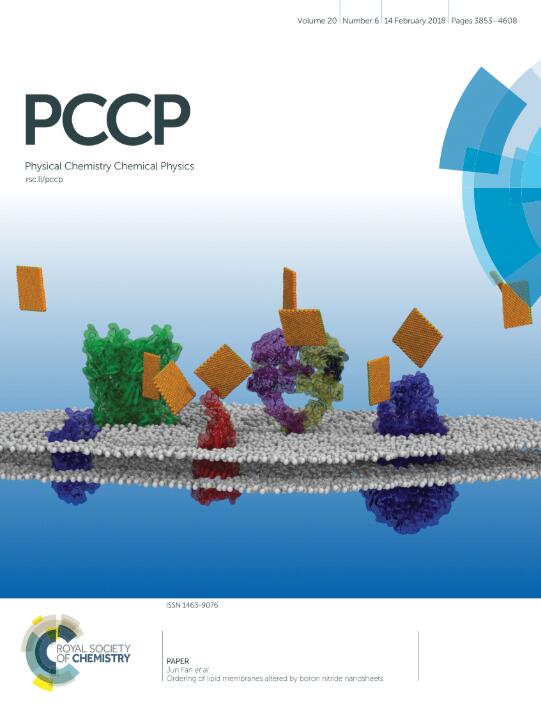 Volume 20 Number 6 14 February 2018 Pages 3853–4608
PCCP
Physical Chemistry Chemical Physics
rsc.li/pccp
ISSN 1463-9076
ROYAL SOCIETY
OF CHEMISTRY
PAPER
Jun Fan et al.
Ordering of lipid membranes altered by boron nitride nanosheets